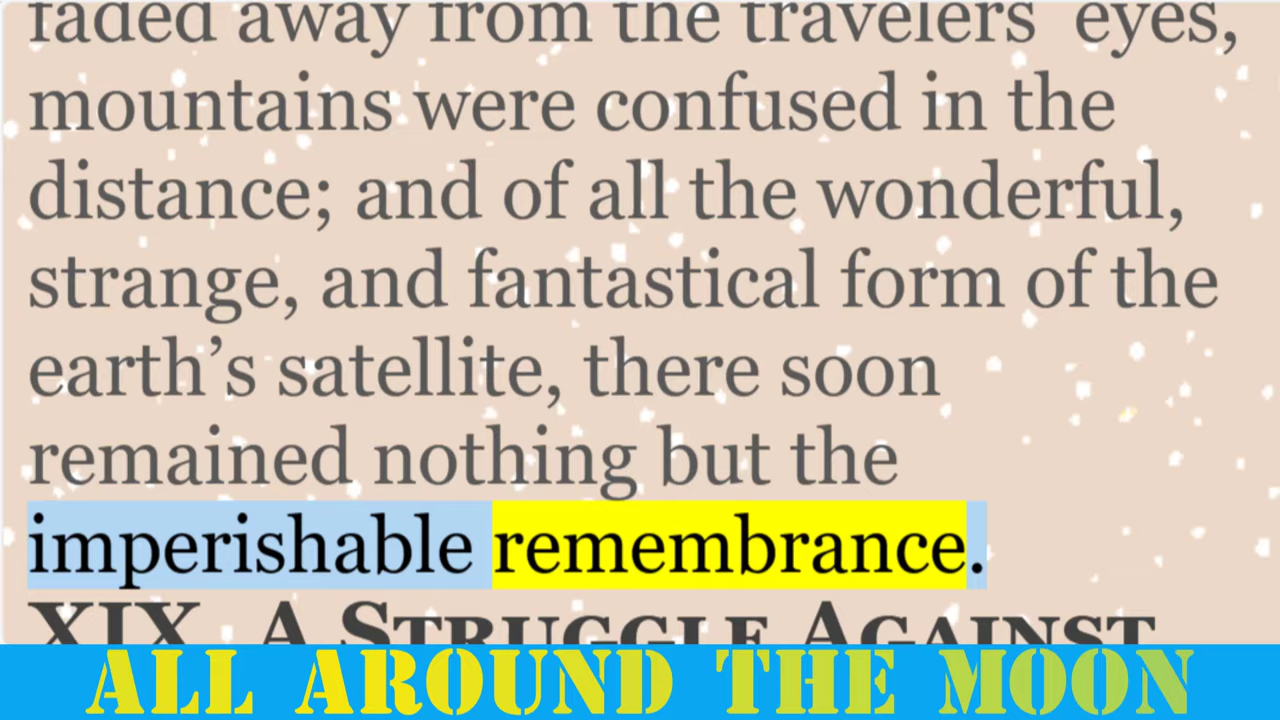 faded away from the travelers' eyes,
mountains were confused in the
distance; and of all the wonderful,
strange, and fantastical form of the
earth’s satellite, there soon
remained nothing but the
imperishable remembrance.
XIX. A STRUGGLE AGAINST
ALL AROUND THE MOON